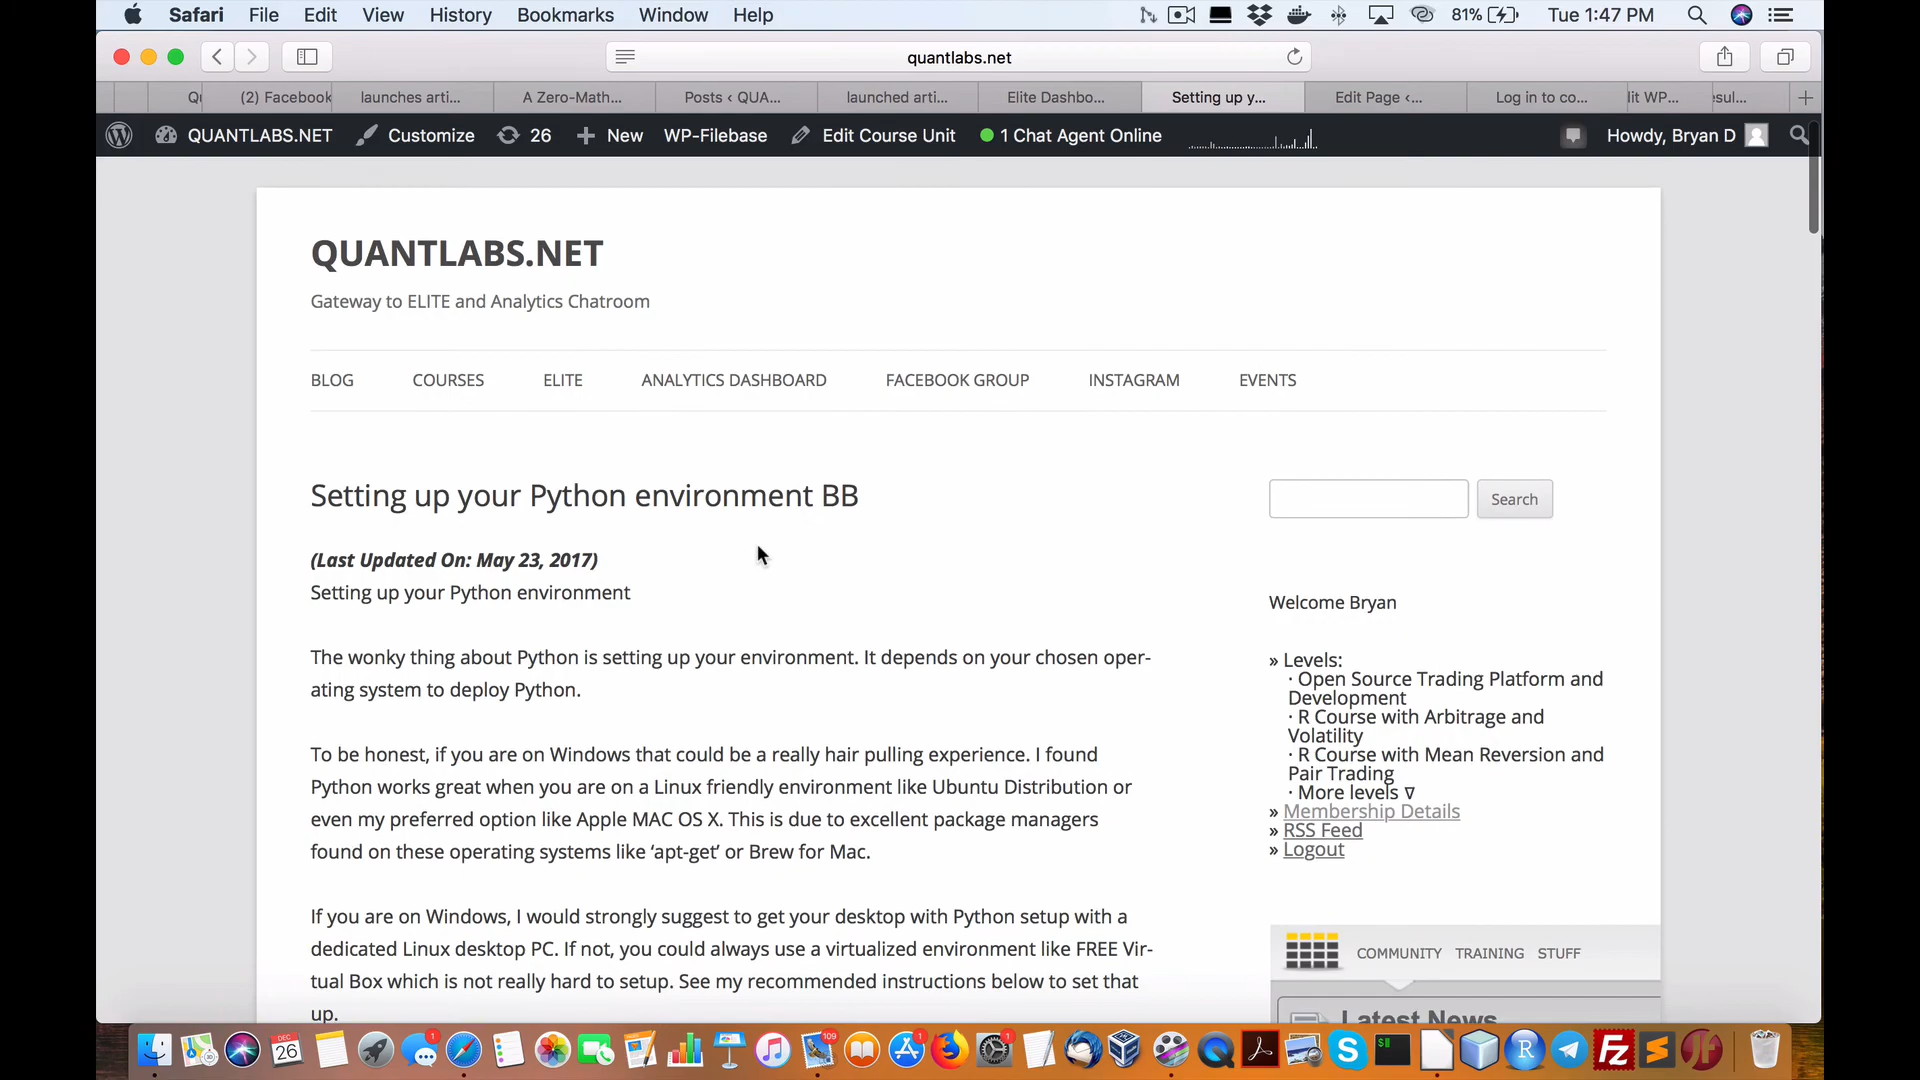 Safari File Edit View History Bookmarks Window Help 81% Tue 1:47 PM
quantlabs.net
(2) Facebook launches arti... A Zero-Math... Posts ‹ QUA... launched arti... Elite Dashbo... Setting up y... Edit Page ‹... Log in to co...
QUANTLABS.NET Customize 26 New WP-Filebase Edit Course Unit 1 Chat Agent Online Howdy, Bryan D
QUANTLABS.NET
Gateway to ELITE and Analytics Chatroom
BLOG COURSES ELITE ANALYTICS DASHBOARD FACEBOOK GROUP INSTAGRAM EVENTS
Setting up your Python environment BB
(Last Updated On: May 23, 2017)
Setting up your Python environment
The wonky thing about Python is setting up your environment. It depends on your chosen oper-
ating system to deploy Python.
To be honest, if you are on Windows that could be a really hair pulling experience. I found
Python works great when you are on a Linux friendly environment like Ubuntu Distribution or
even my preferred option like Apple MAC OS X. This is due to excellent package managers
found on these operating systems like ‘apt-get’ or Brew for Mac.
If you are on Windows, I would strongly suggest to get your desktop with Python setup with a
dedicated Linux desktop PC. If not, you could always use a virtualized environment like FREE Vir-
tual Box which is not really hard to setup. See my recommended instructions below to set that
up.
Search
Welcome Bryan
» Levels:
· Open Source Trading Platform and
Development
· R Course with Arbitrage and
Volatility
· R Course with Mean Reversion and
Pair Trading
· More levels ∇
» Membership Details
» RSS Feed
» Logout
COMMUNITY TRAINING STUFF
Latest News
DEC
26
1
109
1
1
$
R
Fz